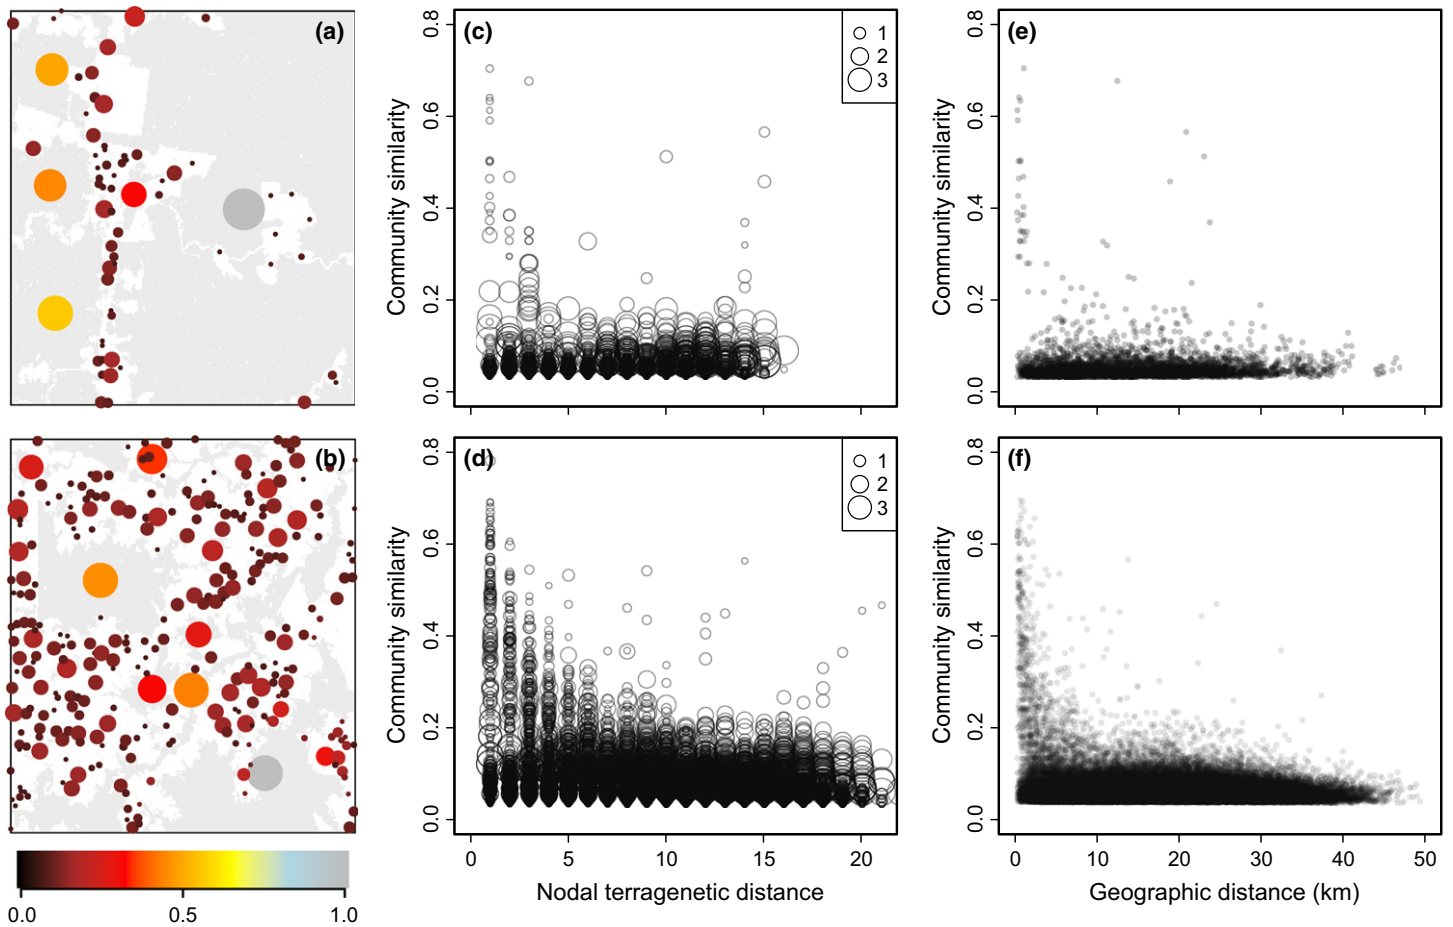 (a)
(b)
0.0 0.5 1.0
(c)
1
2
3
Community similarity
0.8
0.6
0.4
0.2
0.0
(d)
1
2
3
Community similarity
0.8
0.6
0.4
0.2
0.0
0 5 10 15 20
Nodal terragenetic distance
(e)
Community similarity
0.8
0.6
0.4
0.2
0.0
(f)
Community similarity
0.8
0.6
0.4
0.2
0.0
0 10 20 30 40 50
Geographic distance (km)